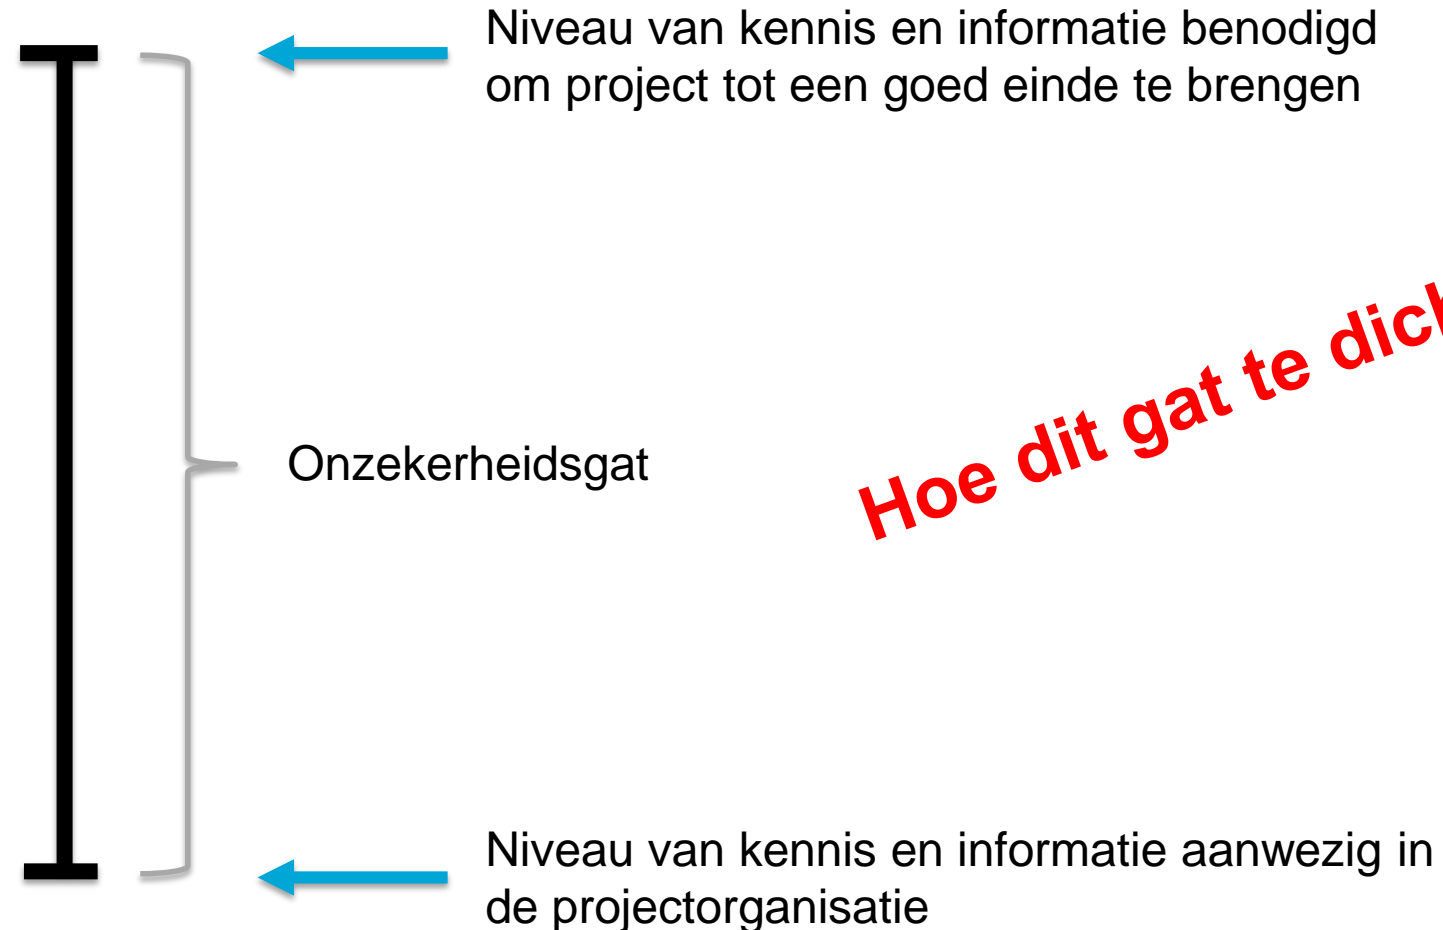 Niveau van kennis en informatie benodigd
om project tot een goed einde te brengen
Hoe dit gat te
Onzekerheidsgat
Niveau van kennis en informatie aanwezig in
de projectorganisatie